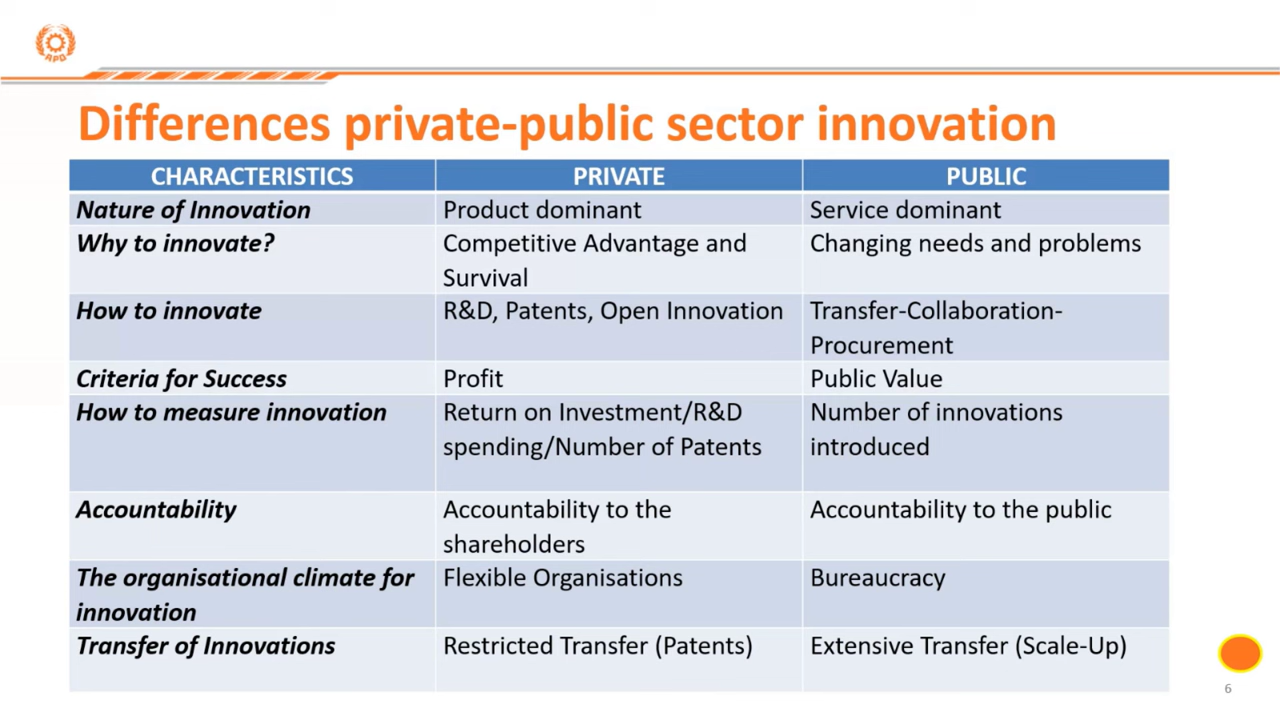 APO
Differences private-public sector innovation
CHARACTERISTICS PRIVATE PUBLIC
Nature of Innovation Product dominant Service dominant
Why to innovate? Competitive Advantage and Changing needs and problems
Survival
How to innovate R&D, Patents, Open Innovation Transfer-Collaboration-
Procurement
Criteria for Success Profit Public Value
How to measure innovation Return on Investment/R&D Number of innovations
spending/Number of Patents introduced
Accountability Accountability to the Accountability to the public
shareholders
The organisational climate for Flexible Organisations Bureaucracy
innovation
Transfer of Innovations Restricted Transfer (Patents) Extensive Transfer (Scale-Up)
6